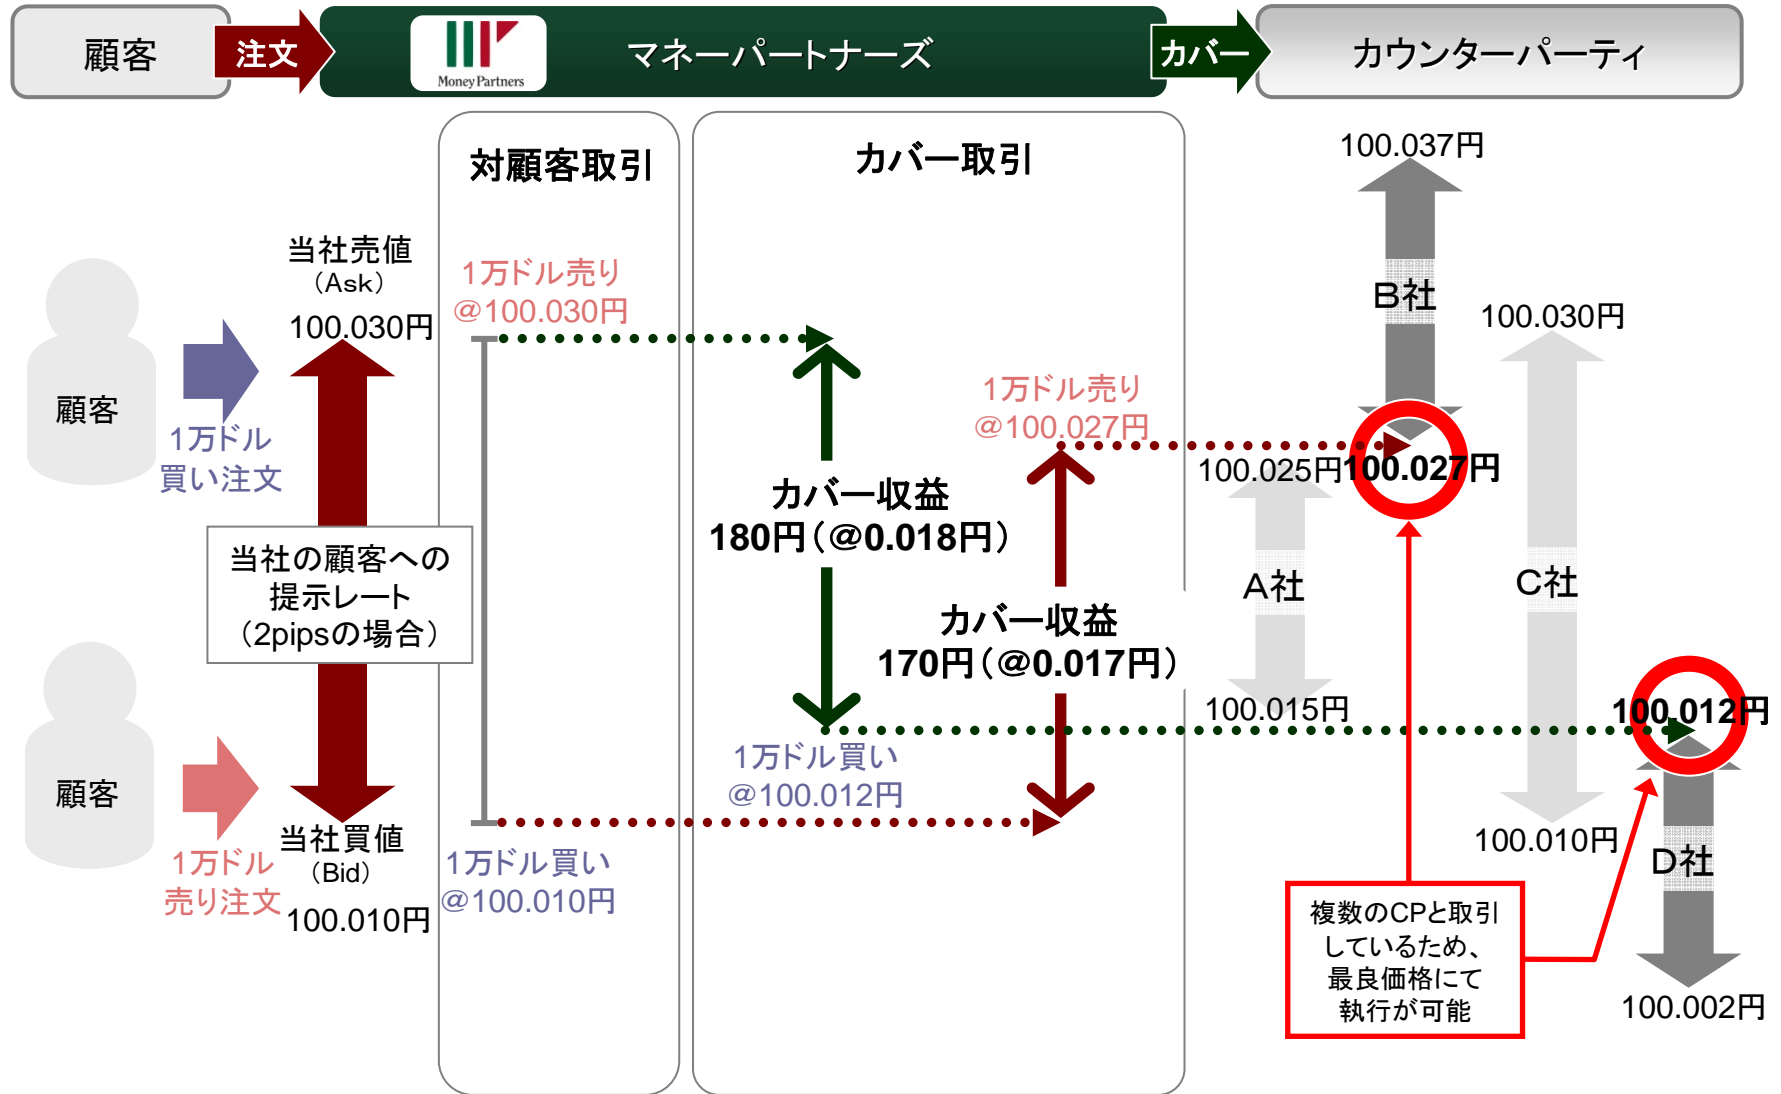 顧客
注文
Money Partners
マネーパートナーズ
カバー
カウンターパーティ
対顧客取引
カバー取引
当社売値
（Ask）
100.030円
顧客
1万ドル
買い注文
当社の顧客への
提示レート
（2pipsの場合）
顧客
1万ドル
売り注文
当社買値
（Bid）
100.010円
1万ドル売り
@100.030円
1万ドル買い
@100.010円
カバー収益
180円（@0.018円）
1万ドル買い
@100.012円
1万ドル売り
@100.027円
カバー収益
170円（@0.017円）
100.025円
A社
100.015円
100.037円
B社
100.027円
100.030円
C社
100.010円
100.012円
D社
100.002円
複数のCPと取引
しているため、
最良価格にて
執行が可能